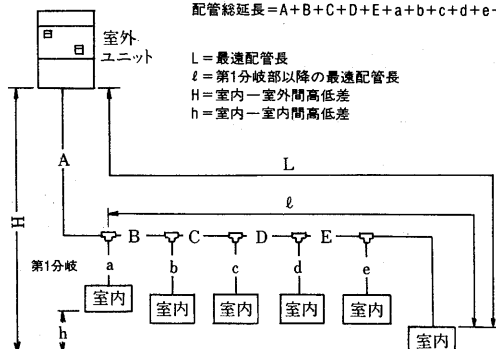 配管総延長=A+B+C+D+E+a+b+c+d+e-
室外
ユニット
L=最遠配管長
ℓ=第1分岐部以降の最遠配管長
H=室内一室外間高低差
h=室内一室内間高低差
A
L
H
ℓ
B C D E
第1分岐
a b c d e
室内 室内 室内 室内 室内
h
室内